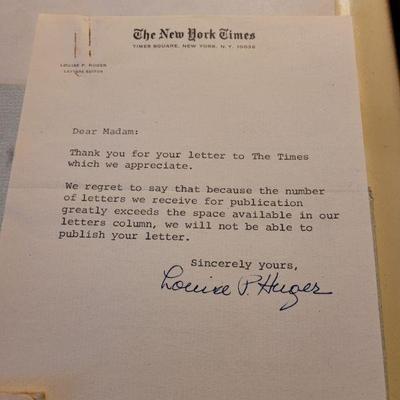 The New York Times
TIMES SQUARE, NEW YORK, N.Y. 10036
LOUISE P. HUGER
LETTERS EDITOR
Dear Madam:
Thank you for your letter to The Times
which we appreciate.
We regret to say that because the number
of letters we receive for publication
greatly exceeds the space available in our
letters column, we will not be able to
publish your letter.
Sincerely yours,
Louise P. Huger